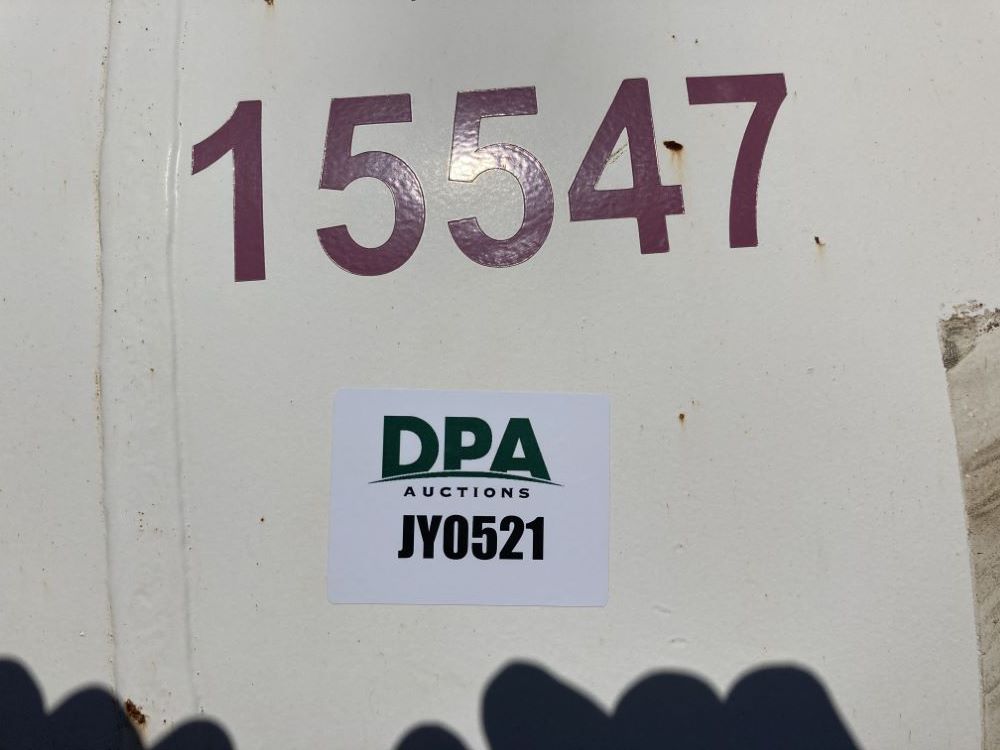 15547
DPA
AUCTIONS
JY0521